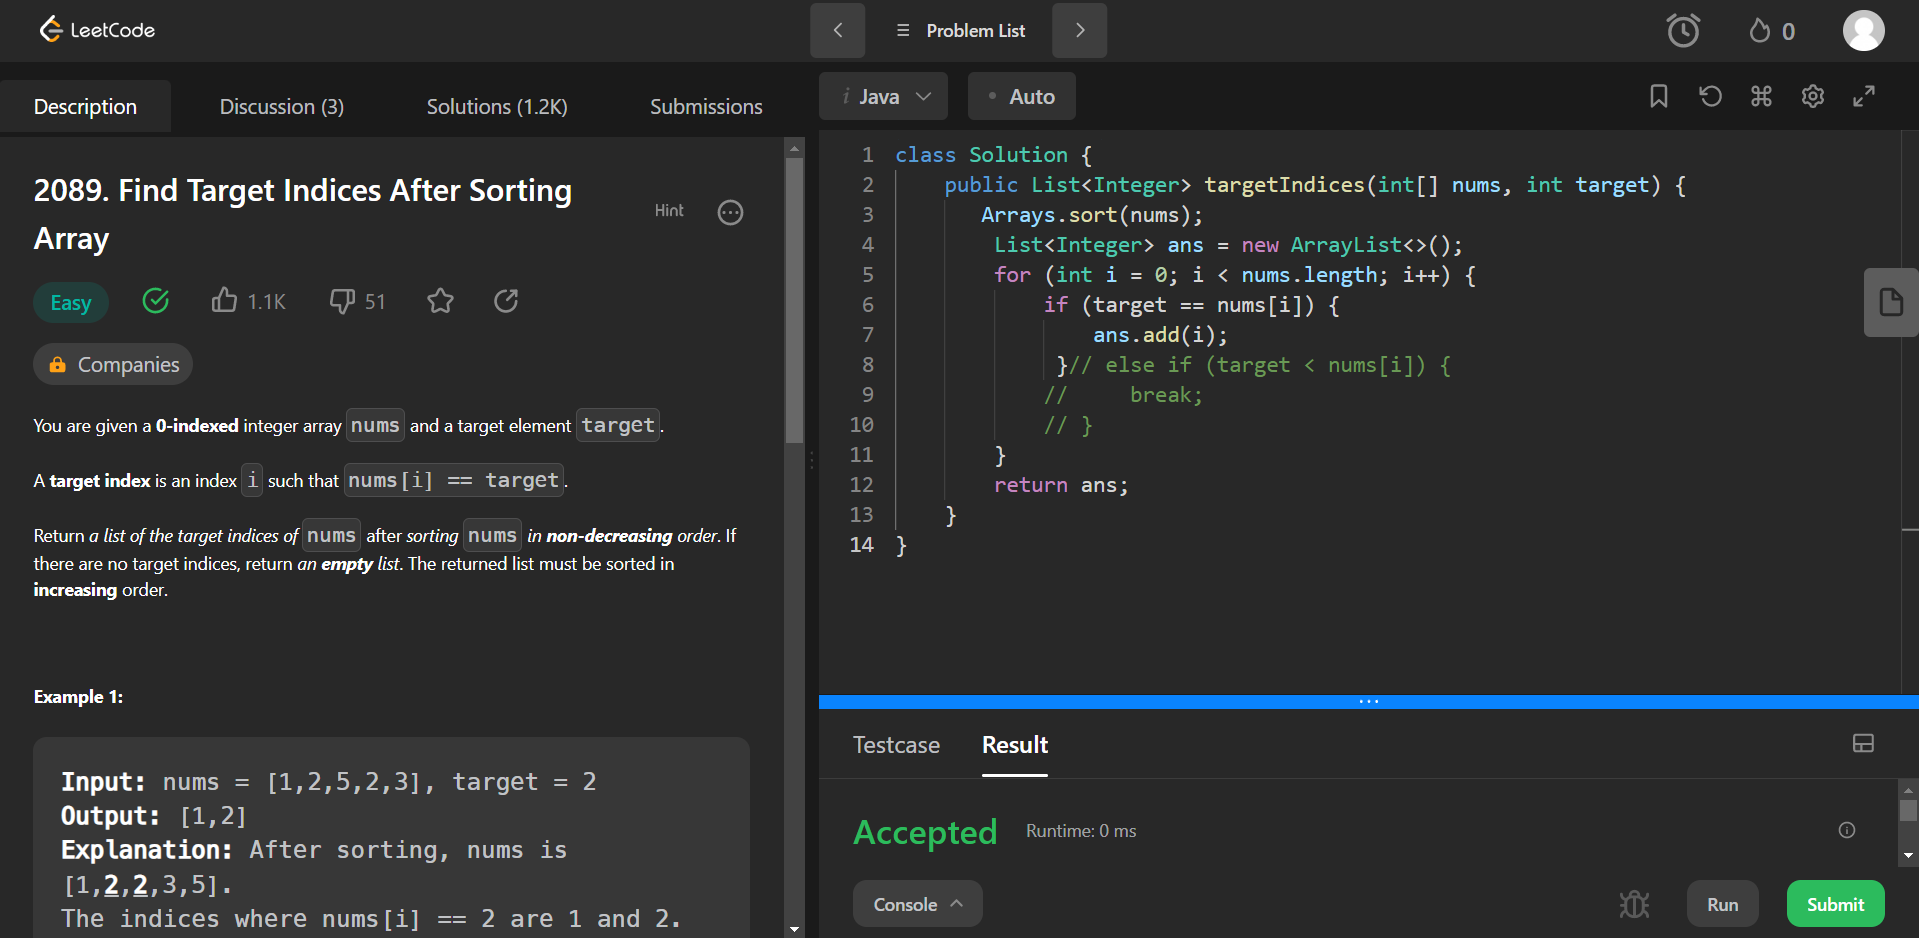 LeetCode
Problem List
0
Description
Discussion (3)
Solutions (1.2K)
Submissions
2089. Find Target Indices After Sorting
Array
Hint
Easy
1.1K
51
Companies
You are given a 0-indexed integer array nums and a target element target.
A target index is an index i such that nums[i] == target.
Return a list of the target indices of nums after sorting nums in non-decreasing order. If
there are no target indices, return an empty list. The returned list must be sorted in
increasing order.
Example 1:
Input: nums = [1,2,5,2,3], target = 2
Output: [1,2]
Explanation: After sorting, nums is
[1,2,2,3,5].
The indices where nums[i] == 2 are 1 and 2.
i Java
Auto
1 class Solution {
2     public List<Integer> targetIndices(int[] nums, int target) {
3        Arrays.sort(nums);
4         List<Integer> ans = new ArrayList<>();
5         for (int i = 0; i < nums.length; i++) {
6             if (target == nums[i]) {
7                 ans.add(i);
8              }// else if (target < nums[i]) {
9             //     break;
10             // }
11         }
12         return ans;
13     }
14 }
Testcase
Result
Accepted
Runtime: 0 ms
Console
Run
Submit